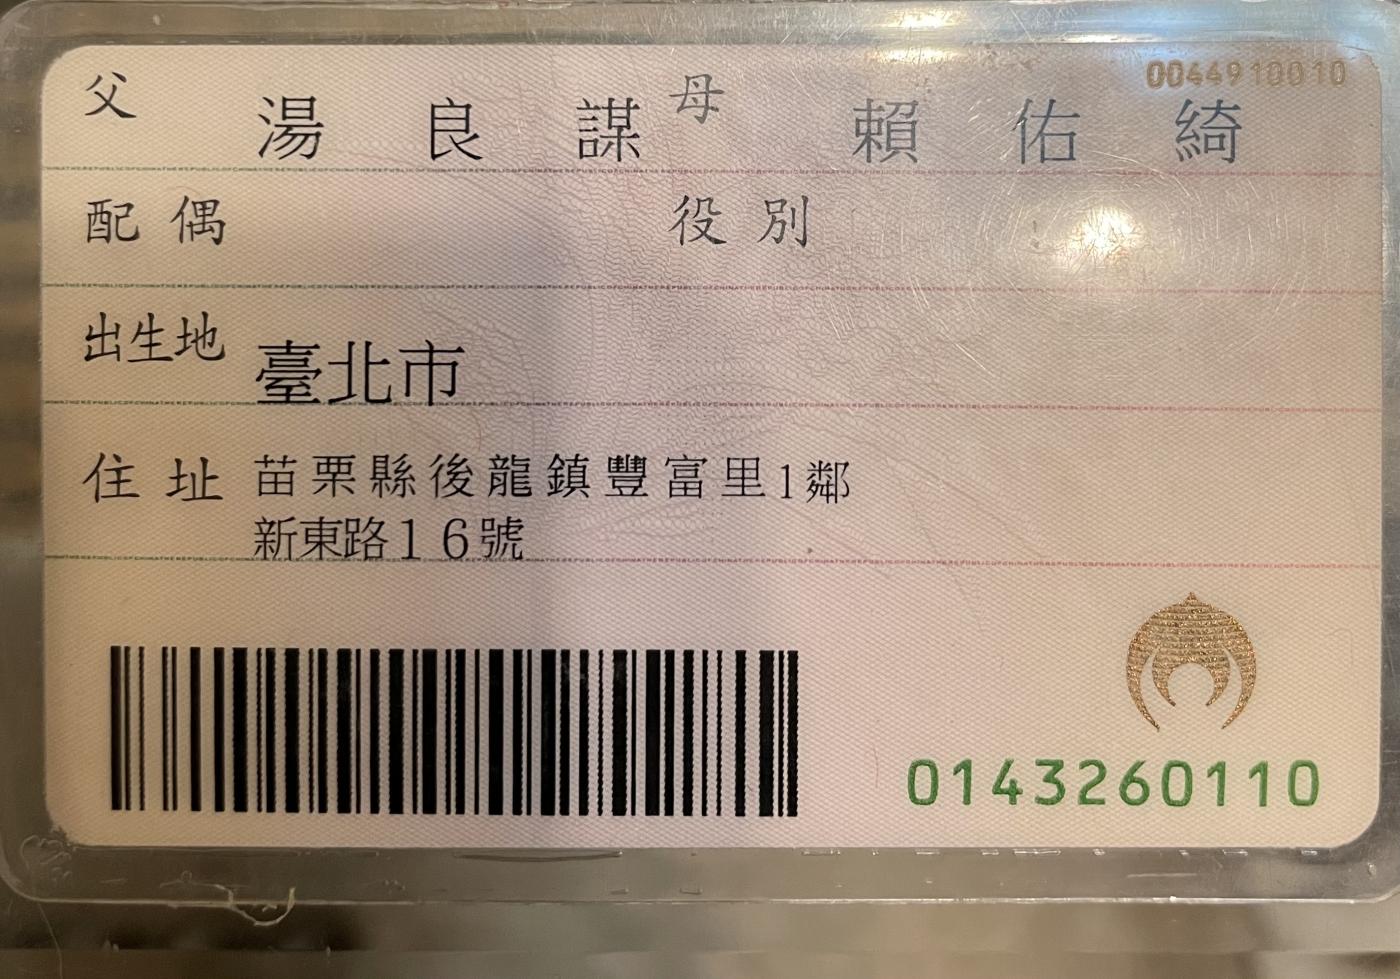 0044910010
父 湯良謀 母 賴佑綺
配偶 役別
出生地 臺北市
住址 苗栗縣後龍鎮豐富里1鄰
新東路16號
0143260110